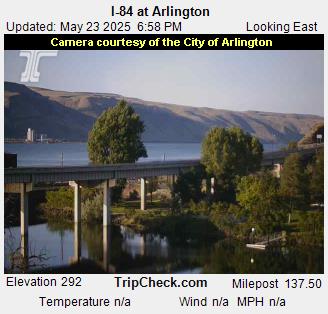 I-84 at Arlington
Updated: May 23 2025 6:58 PM Looking East
Camera courtesy of the City of Arlington
Elevation 292 TripCheck.com Milepost 137.50
Temperature n/a Wind n/a MPH n/a